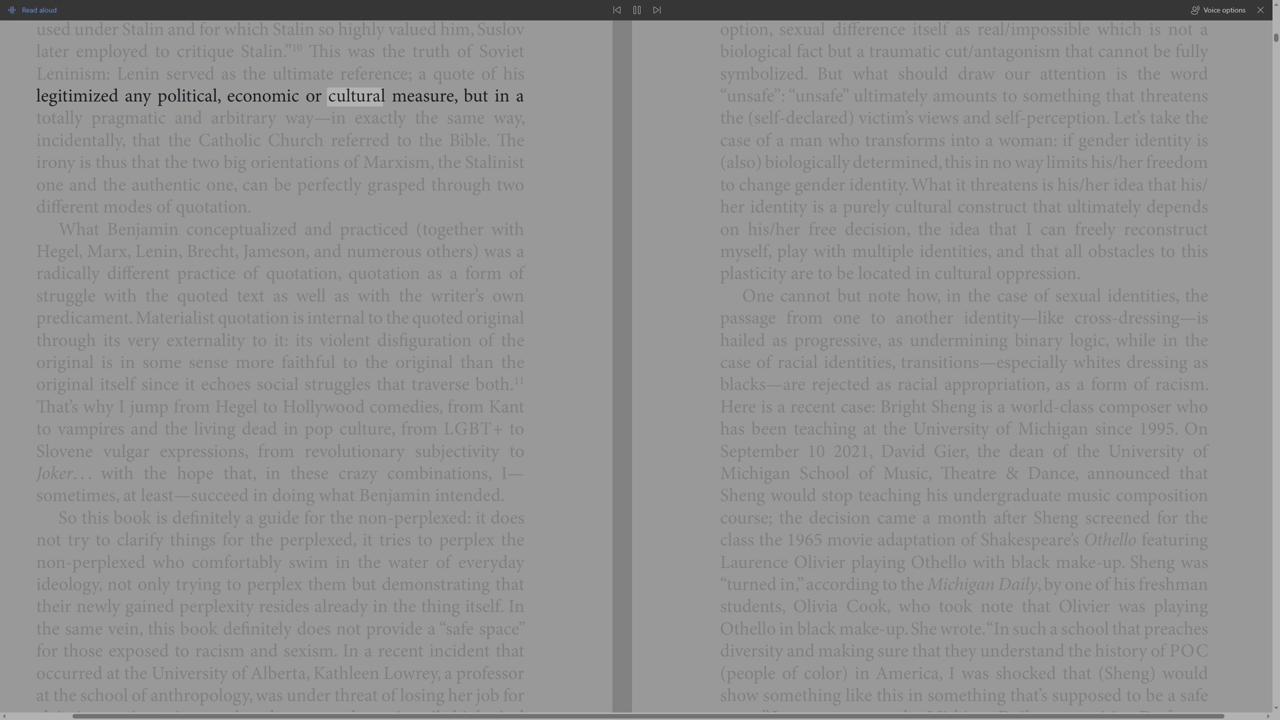 Read aloud
Voice options
used under Stalin and for which Stalin so highly valued him, Suslov
later employed to critique Stalin.”10 This was the truth of Soviet
Leninism: Lenin served as the ultimate reference; a quote of his
legitimized any political, economic or cultural measure, but in a
totally pragmatic and arbitrary way—in exactly the same way,
incidentally, that the Catholic Church referred to the Bible. The
irony is thus that the two big orientations of Marxism, the Stalinist
one and the authentic one, can be perfectly grasped through two
different modes of quotation.
What Benjamin conceptualized and practiced (together with
Hegel, Marx, Lenin, Brecht, Jameson, and numerous others) was a
radically different practice of quotation, quotation as a form of
struggle with the quoted text as well as with the writer’s own
predicament. Materialist quotation is internal to the quoted original
through its very externality to it: its violent disfiguration of the
original is in some sense more faithful to the original than the
original itself since it echoes social struggles that traverse both.11
That’s why I jump from Hegel to Hollywood comedies, from Kant
to vampires and the living dead in pop culture, from LGBT+ to
Slovene vulgar expressions, from revolutionary subjectivity to
Joker… with the hope that, in these crazy combinations, I—
sometimes, at least—succeed in doing what Benjamin intended.
So this book is definitely a guide for the non-perplexed: it does
not try to clarify things for the perplexed, it tries to perplex the
non-perplexed who comfortably swim in the water of everyday
ideology, not only trying to perplex them but demonstrating that
their newly gained perplexity resides already in the thing itself. In
the same vein, this book definitely does not provide a “safe space”
for those exposed to racism and sexism. In a recent incident that
occurred at the University of Alberta, Kathleen Lowrey, a professor
at the school of anthropology, was under threat of losing her job for
option, sexual difference itself as real/impossible which is not a
biological fact but a traumatic cut/antagonism that cannot be fully
symbolized. But what should draw our attention is the word
“unsafe”: “unsafe” ultimately amounts to something that threatens
the (self-declared) victim’s views and self-perception. Let’s take the
case of a man who transforms into a woman: if gender identity is
(also) biologically determined, this in no way limits his/her freedom
to change gender identity. What it threatens is his/her idea that his/
her identity is a purely cultural construct that ultimately depends
on his/her free decision, the idea that I can freely reconstruct
myself, play with multiple identities, and that all obstacles to this
plasticity are to be located in cultural oppression.
One cannot but note how, in the case of sexual identities, the
passage from one to another identity—like cross-dressing—is
hailed as progressive, as undermining binary logic, while in the
case of racial identities, transitions—especially whites dressing as
blacks—are rejected as racial appropriation, as a form of racism.
Here is a recent case: Bright Sheng is a world-class composer who
has been teaching at the University of Michigan since 1995. On
September 10 2021, David Gier, the dean of the University of
Michigan School of Music, Theatre & Dance, announced that
Sheng would stop teaching his undergraduate music composition
course; the decision came a month after Sheng screened for the
class the 1965 movie adaptation of Shakespeare’s Othello featuring
Laurence Olivier playing Othello with black make-up. Sheng was
“turned in,” according to the Michigan Daily, by one of his freshman
students, Olivia Cook, who took note that Olivier was playing
Othello in black make-up. She wrote. “In such a school that preaches
diversity and making sure that they understand the history of POC
(people of color) in America, I was shocked that (Sheng) would
show something like this in something that’s supposed to be a safe